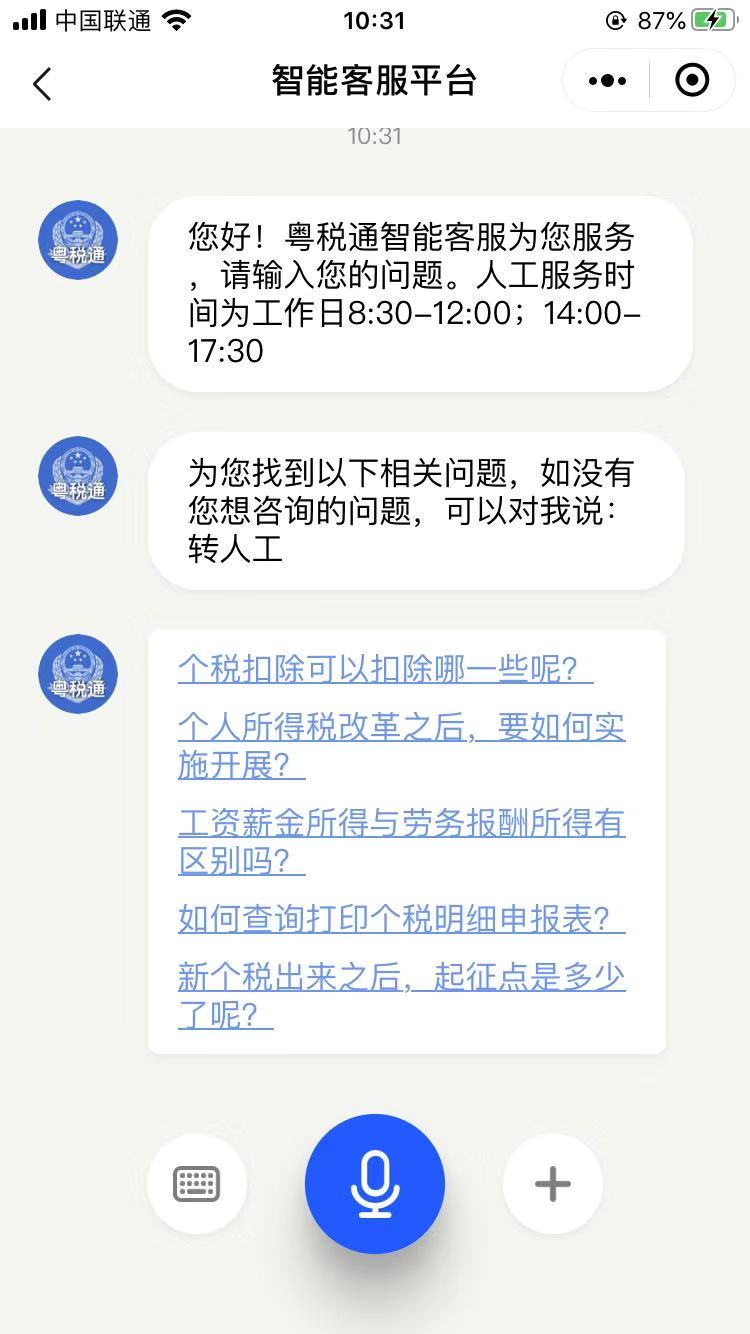 中国联通 10:31 87%
智能客服平台
10:31
粤税通
您好！粤税通智能客服为您服务
，请输入您的问题。人工服务时
间为工作日8:30-12:00；14:00-
17:30
粤税通
为您找到以下相关问题，如没有
您想咨询的问题，可以对我说：
转人工
粤税通
个税扣除可以扣除哪一些呢？
个人所得税改革之后，要如何实
施开展？
工资薪金所得与劳务报酬所得有
区别吗？
如何查询打印个税明细申报表？
新个税出来之后，起征点是多少
了呢？